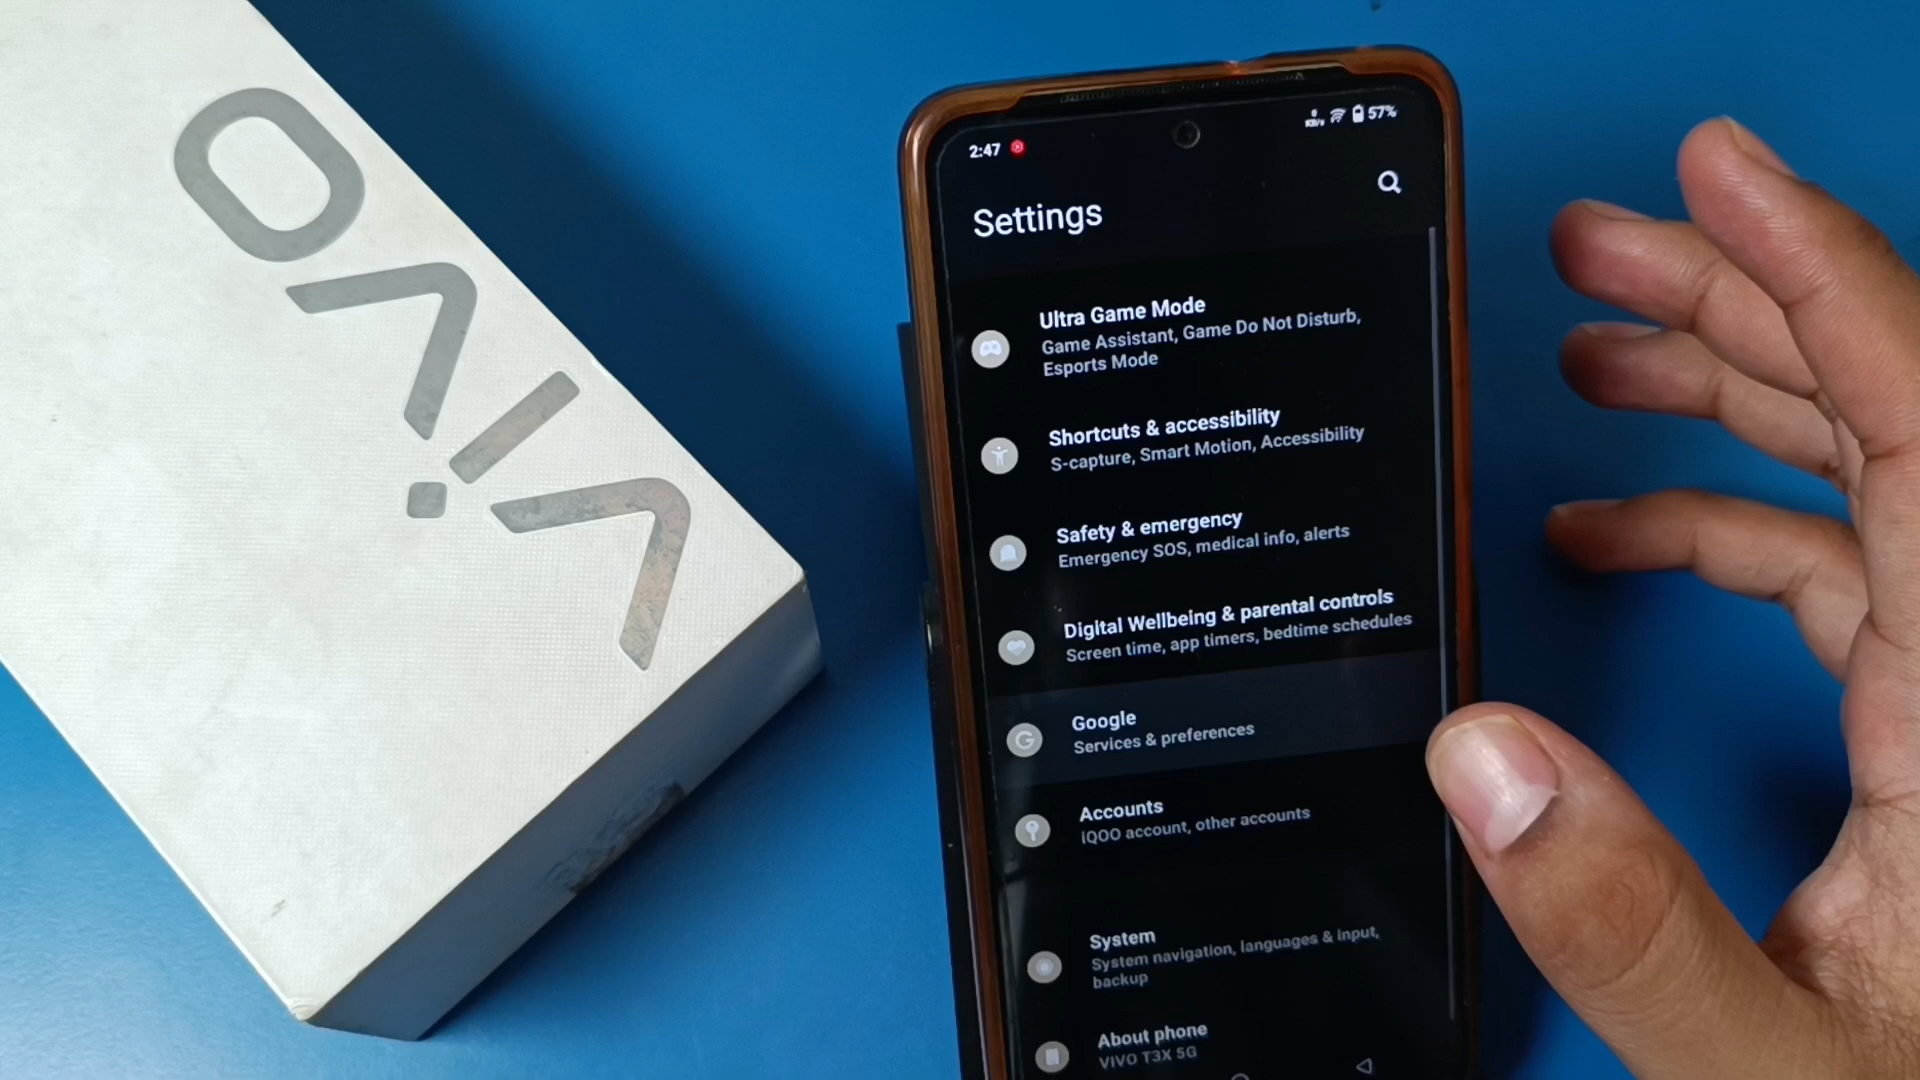 vivo
2:47
57%
Settings
Ultra Game Mode
Game Assistant, Game Do Not Disturb,
Esports Mode
Shortcuts & accessibility
S-capture, Smart Motion, Accessibility
Safety & emergency
Emergency SOS, medical info, alerts
Digital Wellbeing & parental controls
Screen time, app timers, bedtime schedules
Google
Services & preferences
Accounts
iQOO account, other accounts
System
System navigation, languages & input,
backup
About phone
VIVO T3X 5G